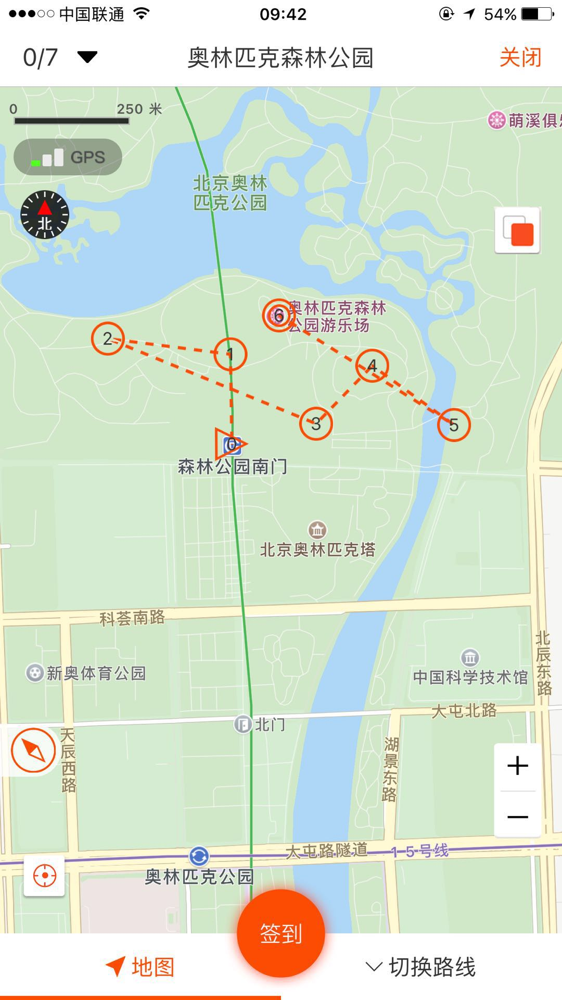 中国联通
09:42
54%
0/7
奥林匹克森林公园
关闭
0
250 米
萌溪俱
GPS
北京奥林
匹克公园
北
奥林匹克森林
公园游乐场
6
2
1
4
3
5
0
森林公园南门
北京奥林匹克塔
科荟南路
北辰东路
新奥体育公园
中国科学技术馆
大屯北路
北门
天辰西路
湖景东路
大屯路隧道
15号线
奥林匹克公园
签到
地图
切换路线